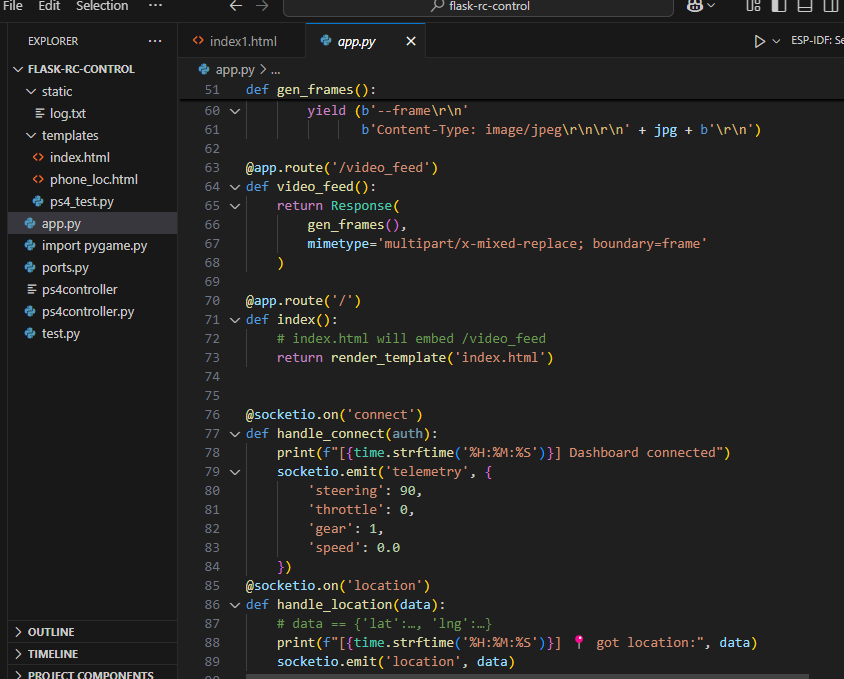 File Edit Selection ··· flask-rc-control
EXPLORER ···
FLASK-RC-CONTROL
static
log.txt
templates
index.html
phone_loc.html
ps4_test.py
app.py
import pygame.py
ports.py
ps4controller
ps4controller.py
test.py
OUTLINE
TIMELINE
PROJECT COMPONENTS
index1.html app.py ESP-IDF: Se
app.py > ...
51 def gen_frames():
60 yield (b'--frame\r\n'
61 b'Content-Type: image/jpeg\r\n\r\n' + jpg + b'\r\n')
62
63 @app.route('/video_feed')
64 def video_feed():
65 return Response(
66 gen_frames(),
67 mimetype='multipart/x-mixed-replace; boundary=frame'
68 )
69
70 @app.route('/')
71 def index():
72 # index.html will embed /video_feed
73 return render_template('index.html')
74
75
76 @socketio.on('connect')
77 def handle_connect(auth):
78 print(f"[{time.strftime('%H:%M:%S')}] Dashboard connected")
79 socketio.emit('telemetry', {
80 'steering': 90,
81 'throttle': 0,
82 'gear': 1,
83 'speed': 0.0
84 })
85 @socketio.on('location')
86 def handle_location(data):
87 # data == {'lat':…, 'lng':…}
88 print(f"[{time.strftime('%H:%M:%S')}] 📍 got location:", data)
89 socketio.emit('location', data)